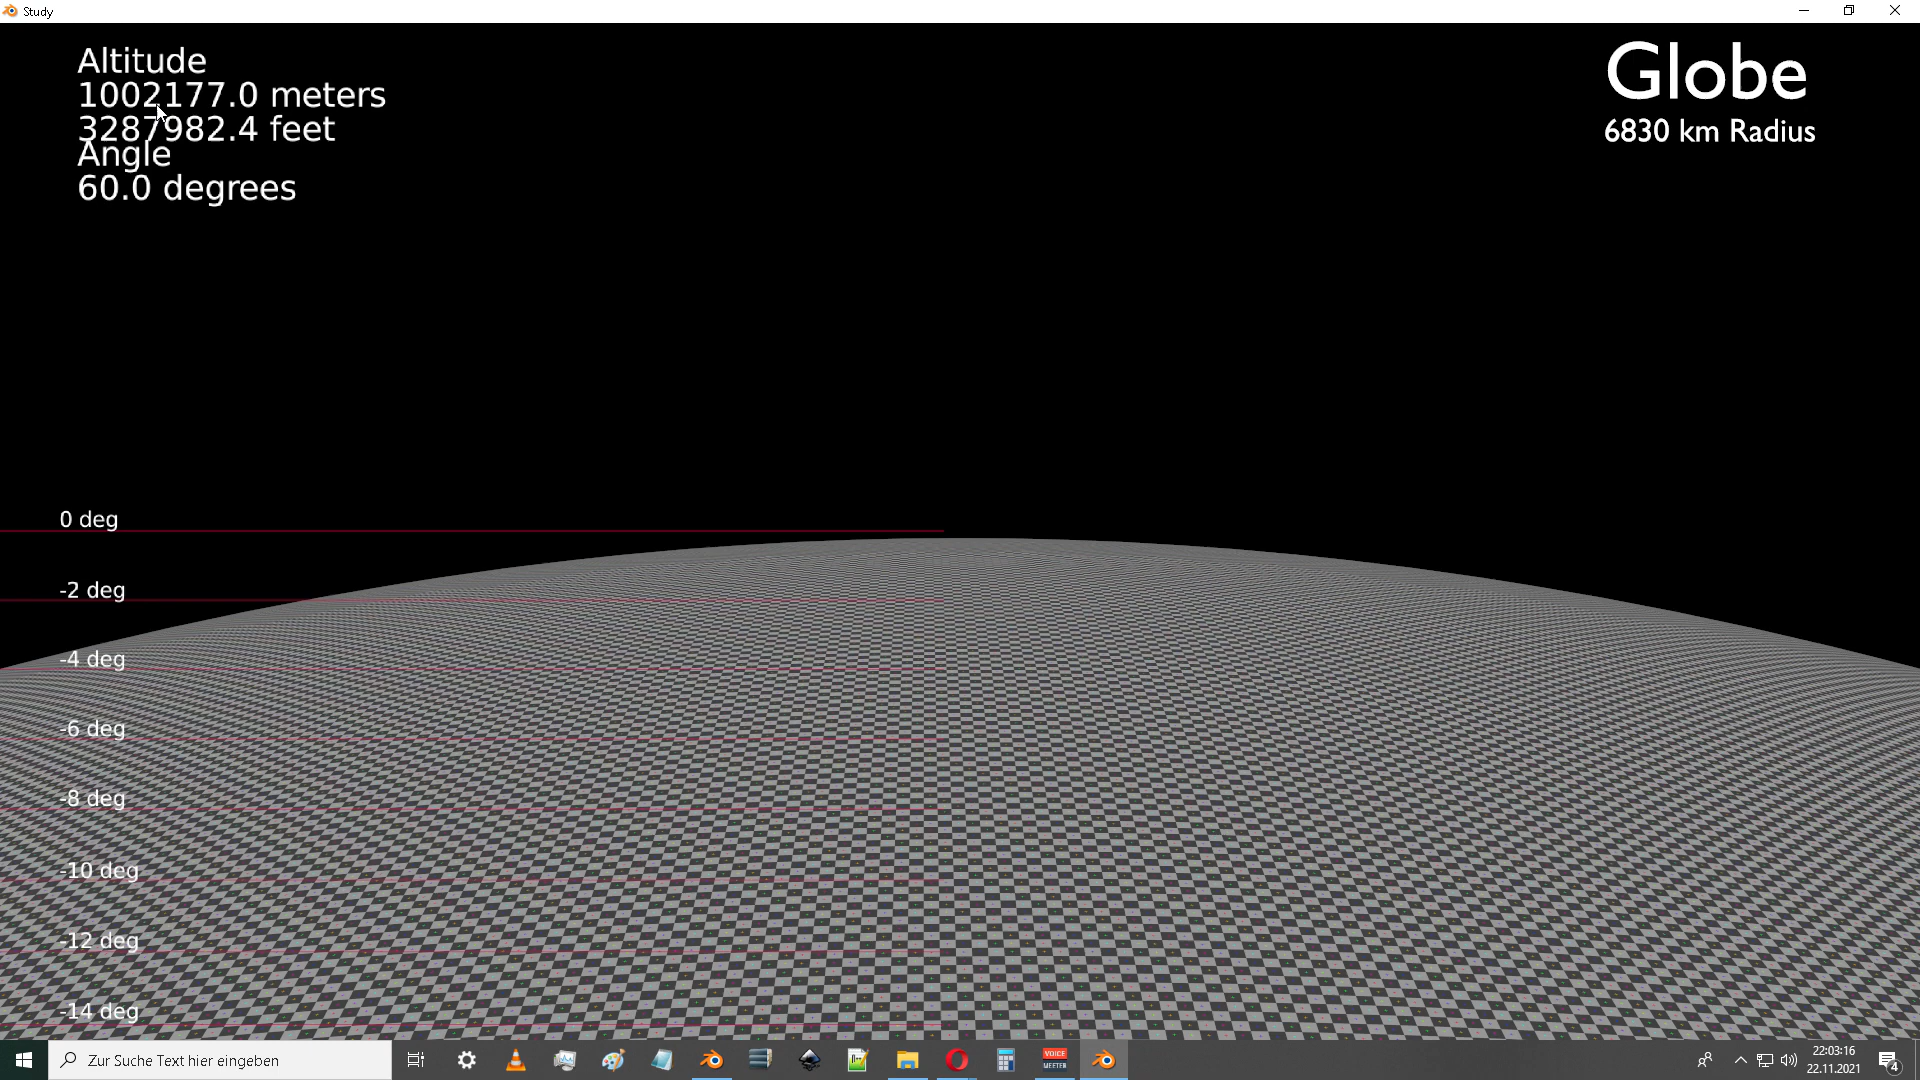 Study
Altitude
1002177.0 meters
3287982.4 feet
Angle
60.0 degrees
Globe
6830 km Radius
0 deg
-2 deg
-4 deg
-6 deg
-8 deg
-10 deg
-12 deg
-14 deg
Zur Suche Text hier eingeben
VOICE
MEETER
22:03:16
22.11.2021
4